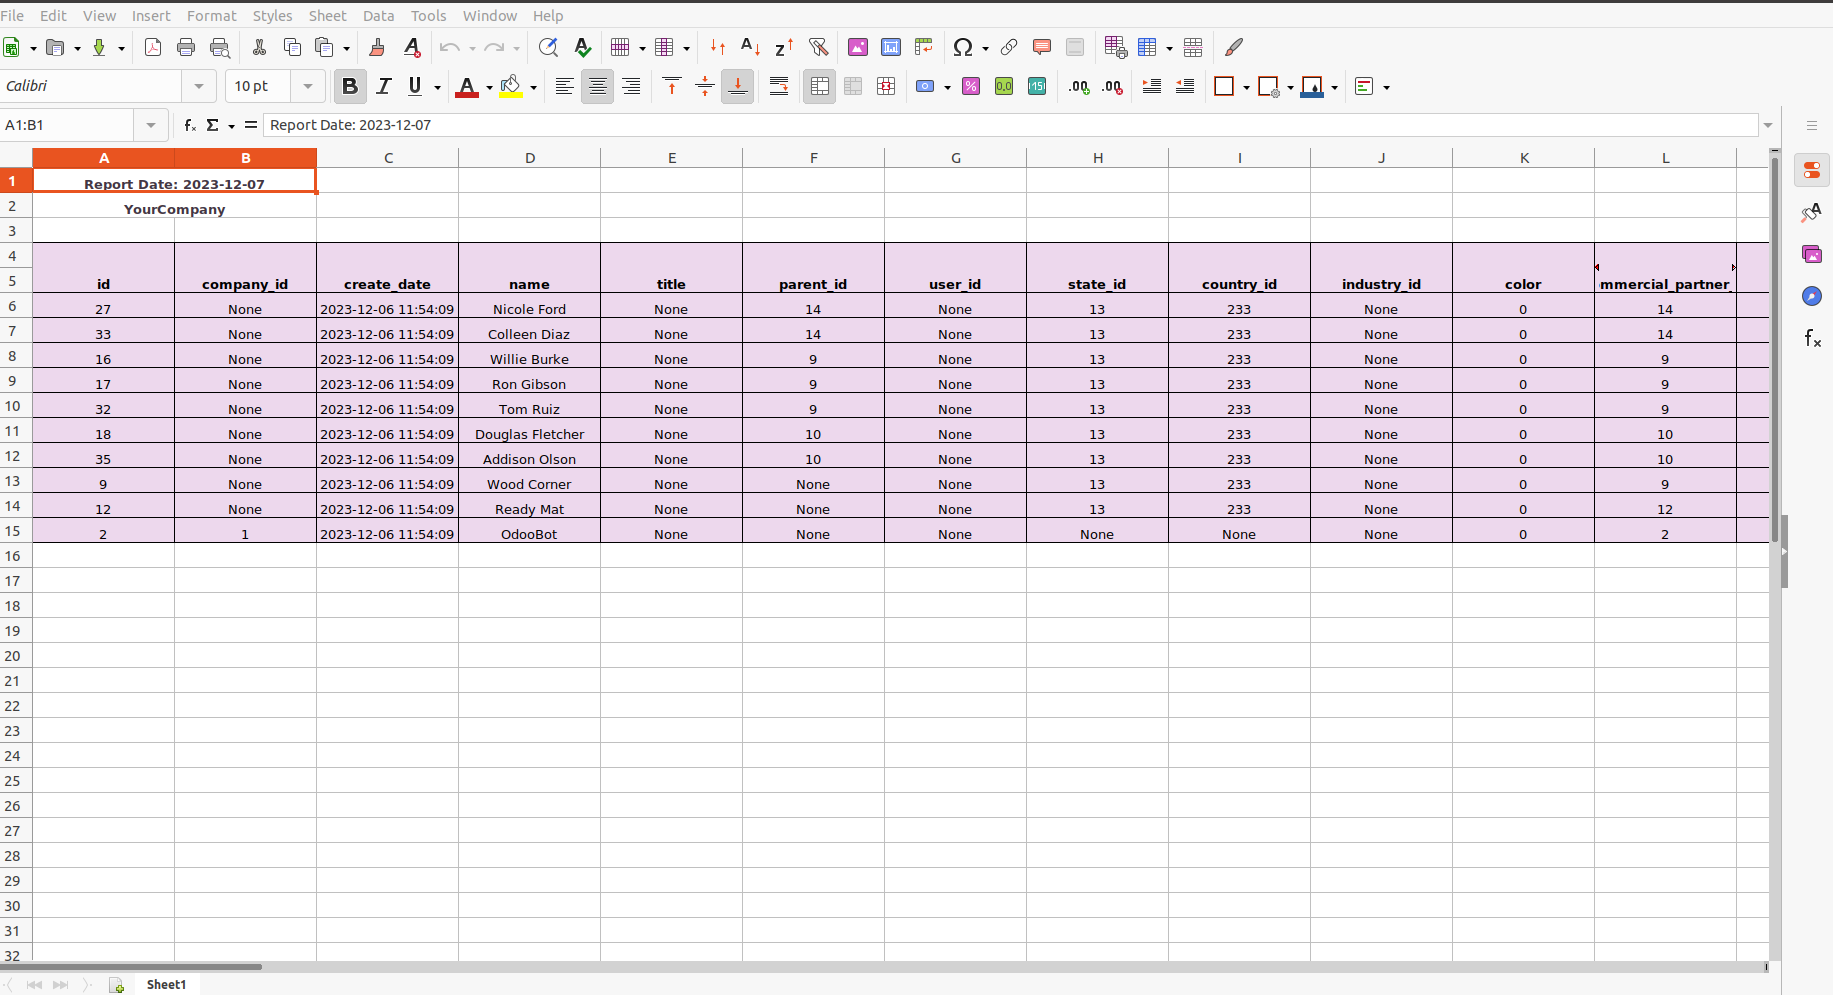 File Edit View Insert Format Styles Sheet Data Tools Window Help
Calibri 10 pt
A1:B1 Report Date: 2023-12-07
A B C D E F G H I J K L
1 Report Date: 2023-12-07
2 YourCompany
3
4
5 id company_id create_date name title parent_id user_id state_id country_id industry_id color mmercial_partner_
6 27 None 2023-12-06 11:54:09 Nicole Ford None 14 None 13 233 None 0 14
7 33 None 2023-12-06 11:54:09 Colleen Diaz None 14 None 13 233 None 0 14
8 16 None 2023-12-06 11:54:09 Willie Burke None 9 None 13 233 None 0 9
9 17 None 2023-12-06 11:54:09 Ron Gibson None 9 None 13 233 None 0 9
10 32 None 2023-12-06 11:54:09 Tom Ruiz None 9 None 13 233 None 0 9
11 18 None 2023-12-06 11:54:09 Douglas Fletcher None 10 None 13 233 None 0 10
12 35 None 2023-12-06 11:54:09 Addison Olson None 10 None 13 233 None 0 10
13 9 None 2023-12-06 11:54:09 Wood Corner None None None 13 233 None 0 9
14 12 None 2023-12-06 11:54:09 Ready Mat None None None 13 233 None 0 12
15 2 1 2023-12-06 11:54:09 OdooBot None None None None None None 0 2
16
17
18
19
20
21
22
23
24
25
26
27
28
29
30
31
32
Sheet1